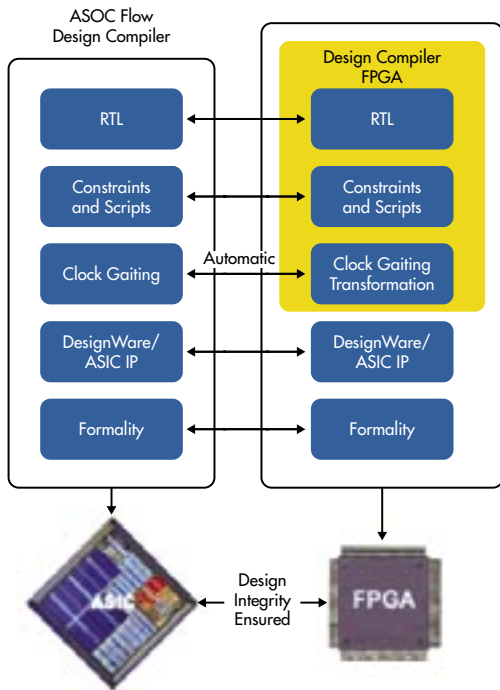 ASOC Flow
Design Compiler
RTL
Constraints
and Scripts
Clock Gaiting
DesignWare/
ASIC IP
Formality
Automatic
Design Compiler
FPGA
RTL
Constraints
and Scripts
Clock Gaiting
Transformation
DesignWare/
ASIC IP
Formality
ASIC
Design
Integrity
Ensured
FPGA